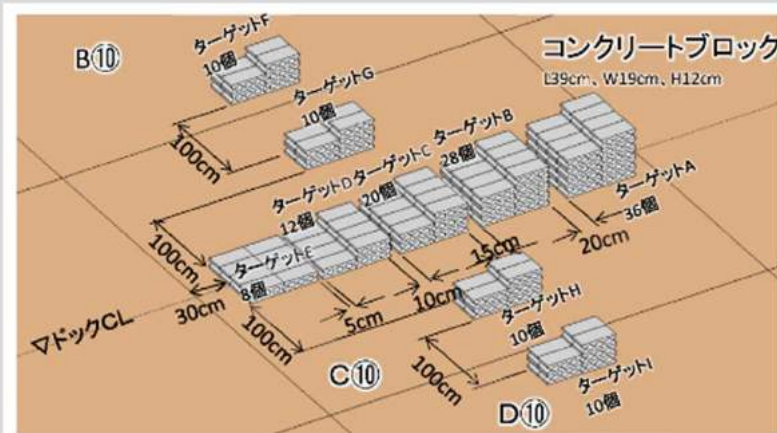 B⑩
ターゲットF
10個
コンクリートブロック
L39cm、W19cm、H12cm
ターゲットG
10個
100cm
ターゲットB
28個
ターゲットC
20個
ターゲットD
12個
ターゲットA
36個
100cm
ターゲットE
8個
15cm
20cm
30cm
10cm
5cm
100cm
▽ドックCL
ターゲットH
10個
C⑩
100cm
ターゲットI
10個
D⑩